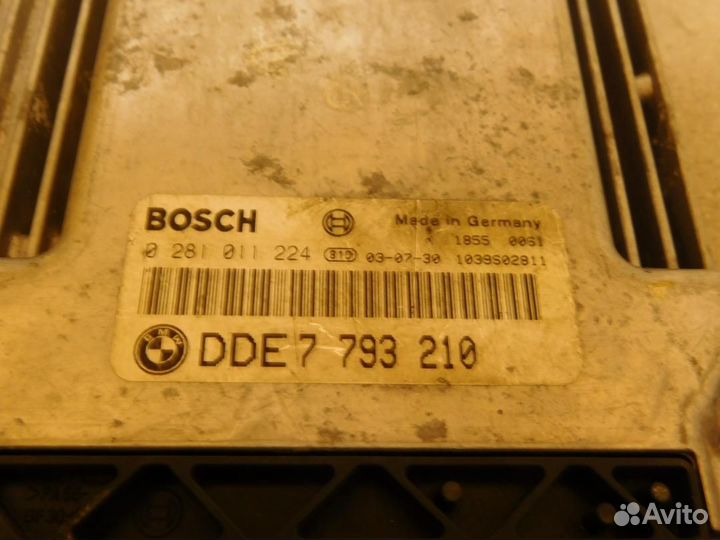 BOSCH Made in Germany
1855 0061
0 281 011 224 03-07-30 1039S02811
BMW
DDE 7 793 210
Avito